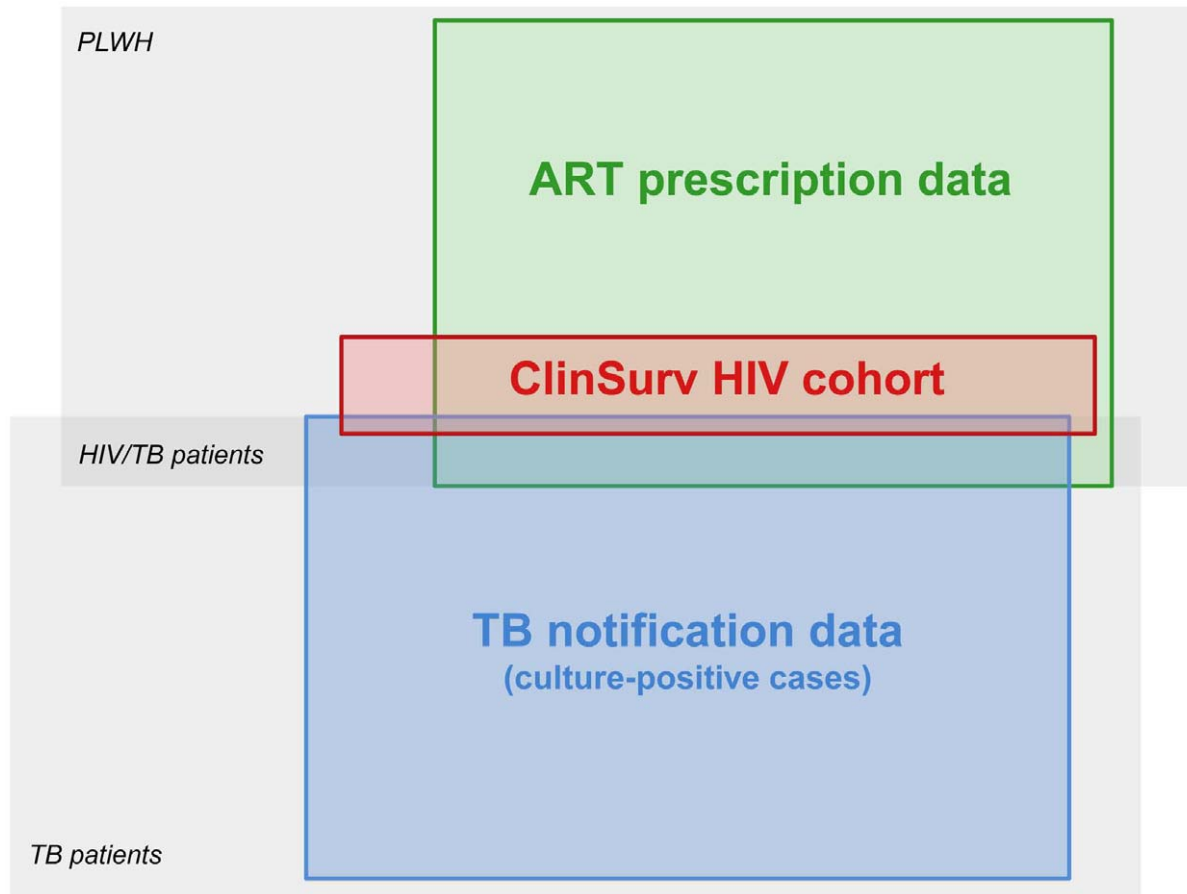 PLWH
ART prescription data
ClinSurv HIV cohort
HIV/TB patients
TB notification data
(culture-positive cases)
TB patients